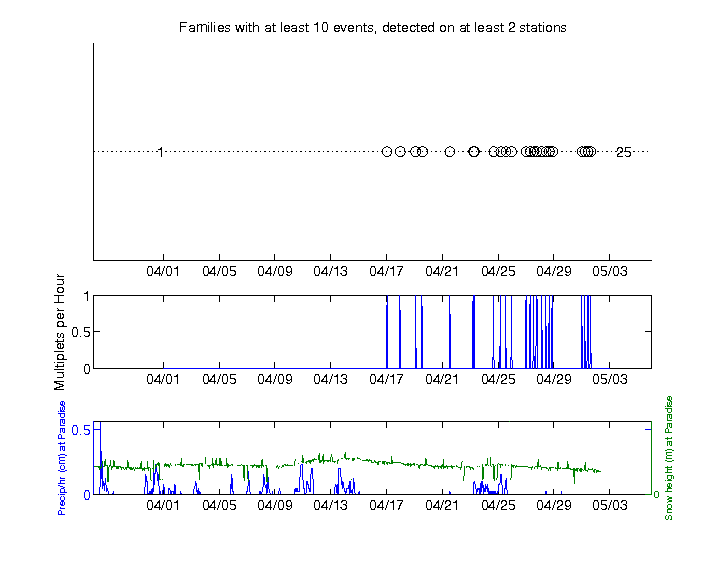 Families with at least 10 events, detected on at least 2 stations
1
25
04/01 04/05 04/09 04/13 04/17 04/21 04/25 04/29 05/03
Multiplets per Hour
1
0.5
0
04/01 04/05 04/09 04/13 04/17 04/21 04/25 04/29 05/03
Precip/hr (cm) at Paradise
0.5
0
0
Snow height (m) at Paradise
04/01 04/05 04/09 04/13 04/17 04/21 04/25 04/29 05/03